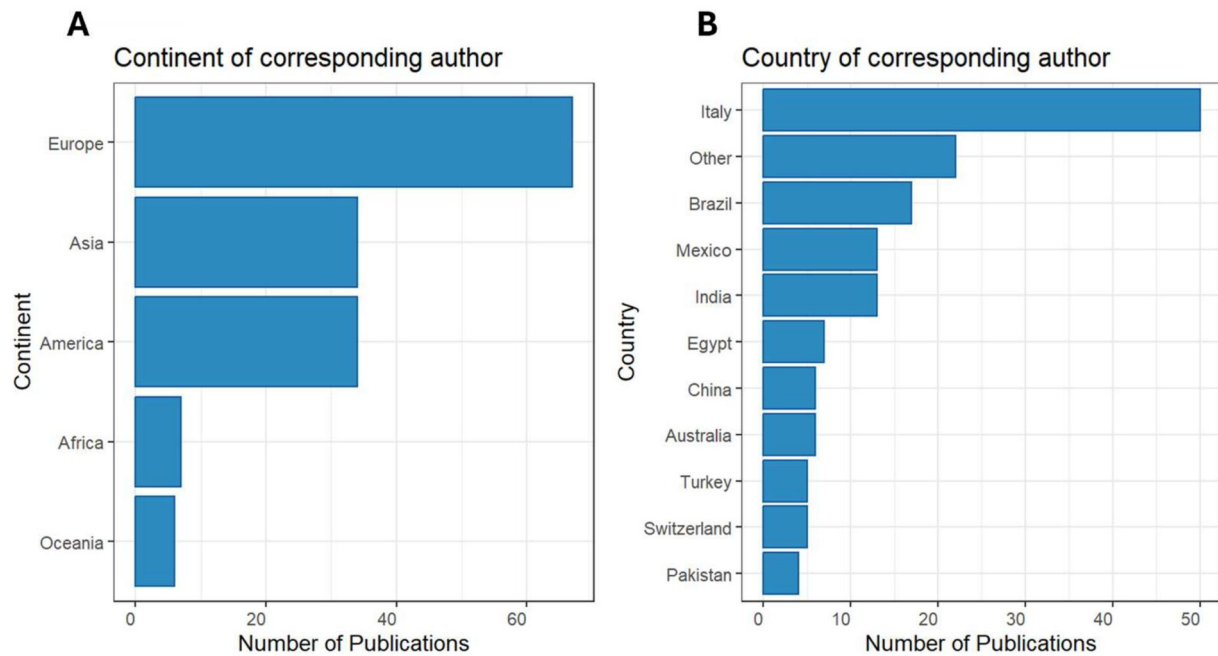 A
Continent of corresponding author
Europe
Asia
America
Africa
Oceania
Continent
0 20 40 60
Number of Publications
B
Country of corresponding author
Italy
Other
Brazil
Mexico
India
Egypt
China
Australia
Turkey
Switzerland
Pakistan
Country
0 10 20 30 40 50
Number of Publications